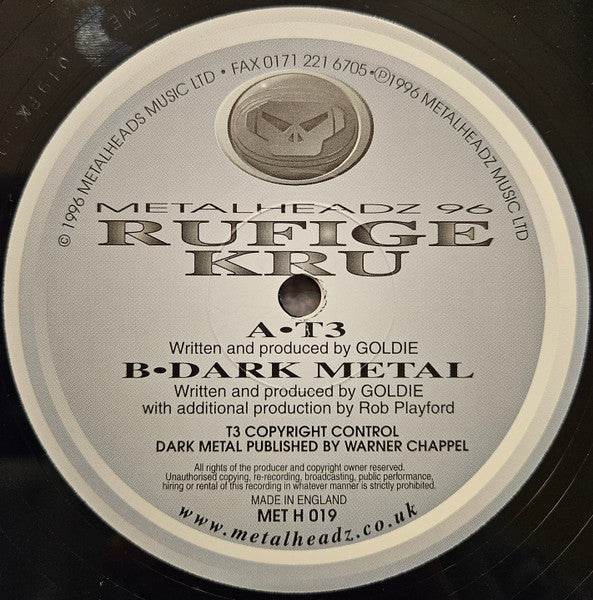 © 1996 METALHEADS MUSIC LTD • FAX 0171 221 6705 • ℗1996 METALHEADZ MUSIC LTD
METALHEADZ 96
RUFIGE
KRU
A•T3
Written and produced by GOLDIE
B•DARK METAL
Written and produced by GOLDIE
with additional production by Rob Playford
T3 COPYRIGHT CONTROL
DARK METAL PUBLISHED BY WARNER CHAPPEL
All rights of the producer and copyright owner reserved.
Unauthorised copying, re-recording, broadcasting, public performance,
hiring or rental of this recording in whatever manner is strictly prohibited.
MADE IN ENGLAND
MET H 019
www.metalheadz.co.uk